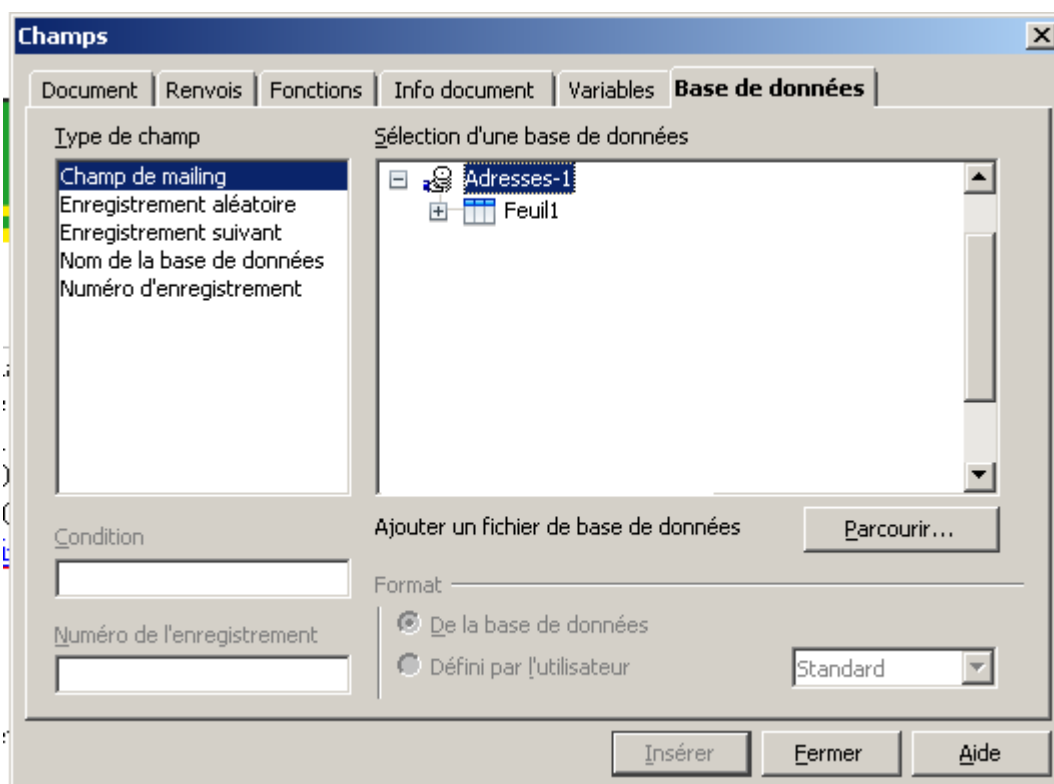 Champs
Document Renvois Fonctions Info document Variables Base de données
Type de champ
Champ de mailing
Enregistrement aléatoire
Enregistrement suivant
Nom de la base de données
Numéro d'enregistrement
Sélection d'une base de données
Adresses-1
Feuil1
Ajouter un fichier de base de données
Parcourir...
Condition
Numéro de l'enregistrement
Format
De la base de données
Défini par l'utilisateur
Standard
Insérer Fermer Aide